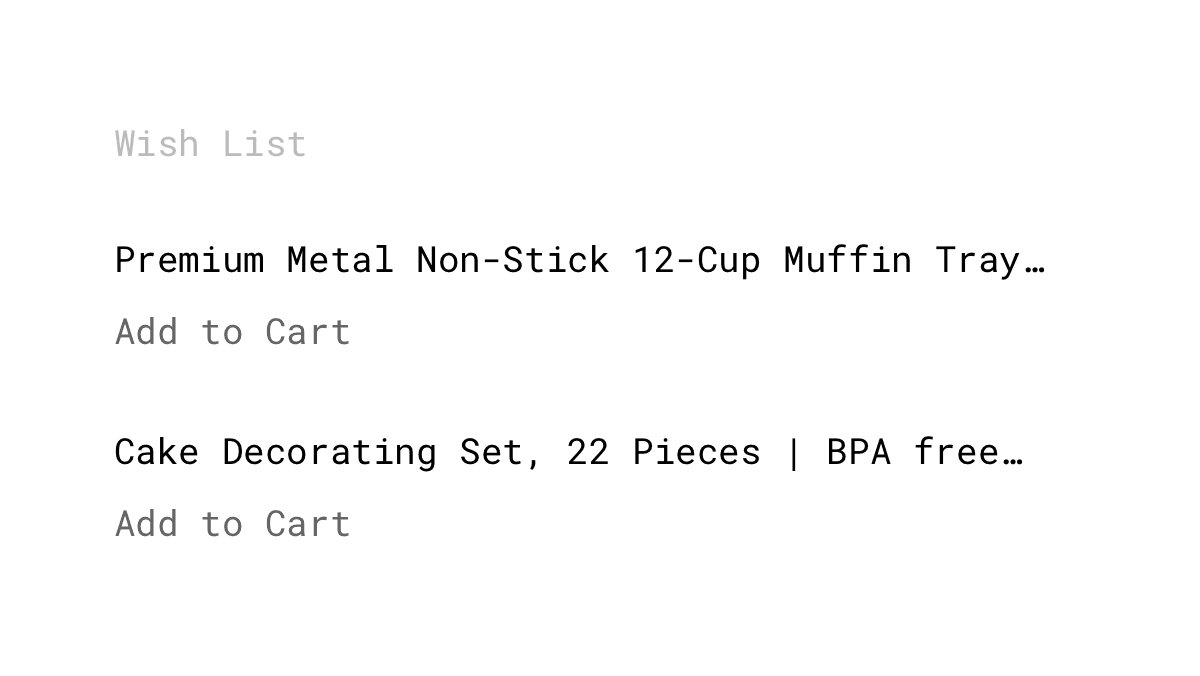 Wish List
Premium Metal Non-Stick 12-Cup Muffin Tray…
Add to Cart
Cake Decorating Set, 22 Pieces | BPA free…
Add to Cart